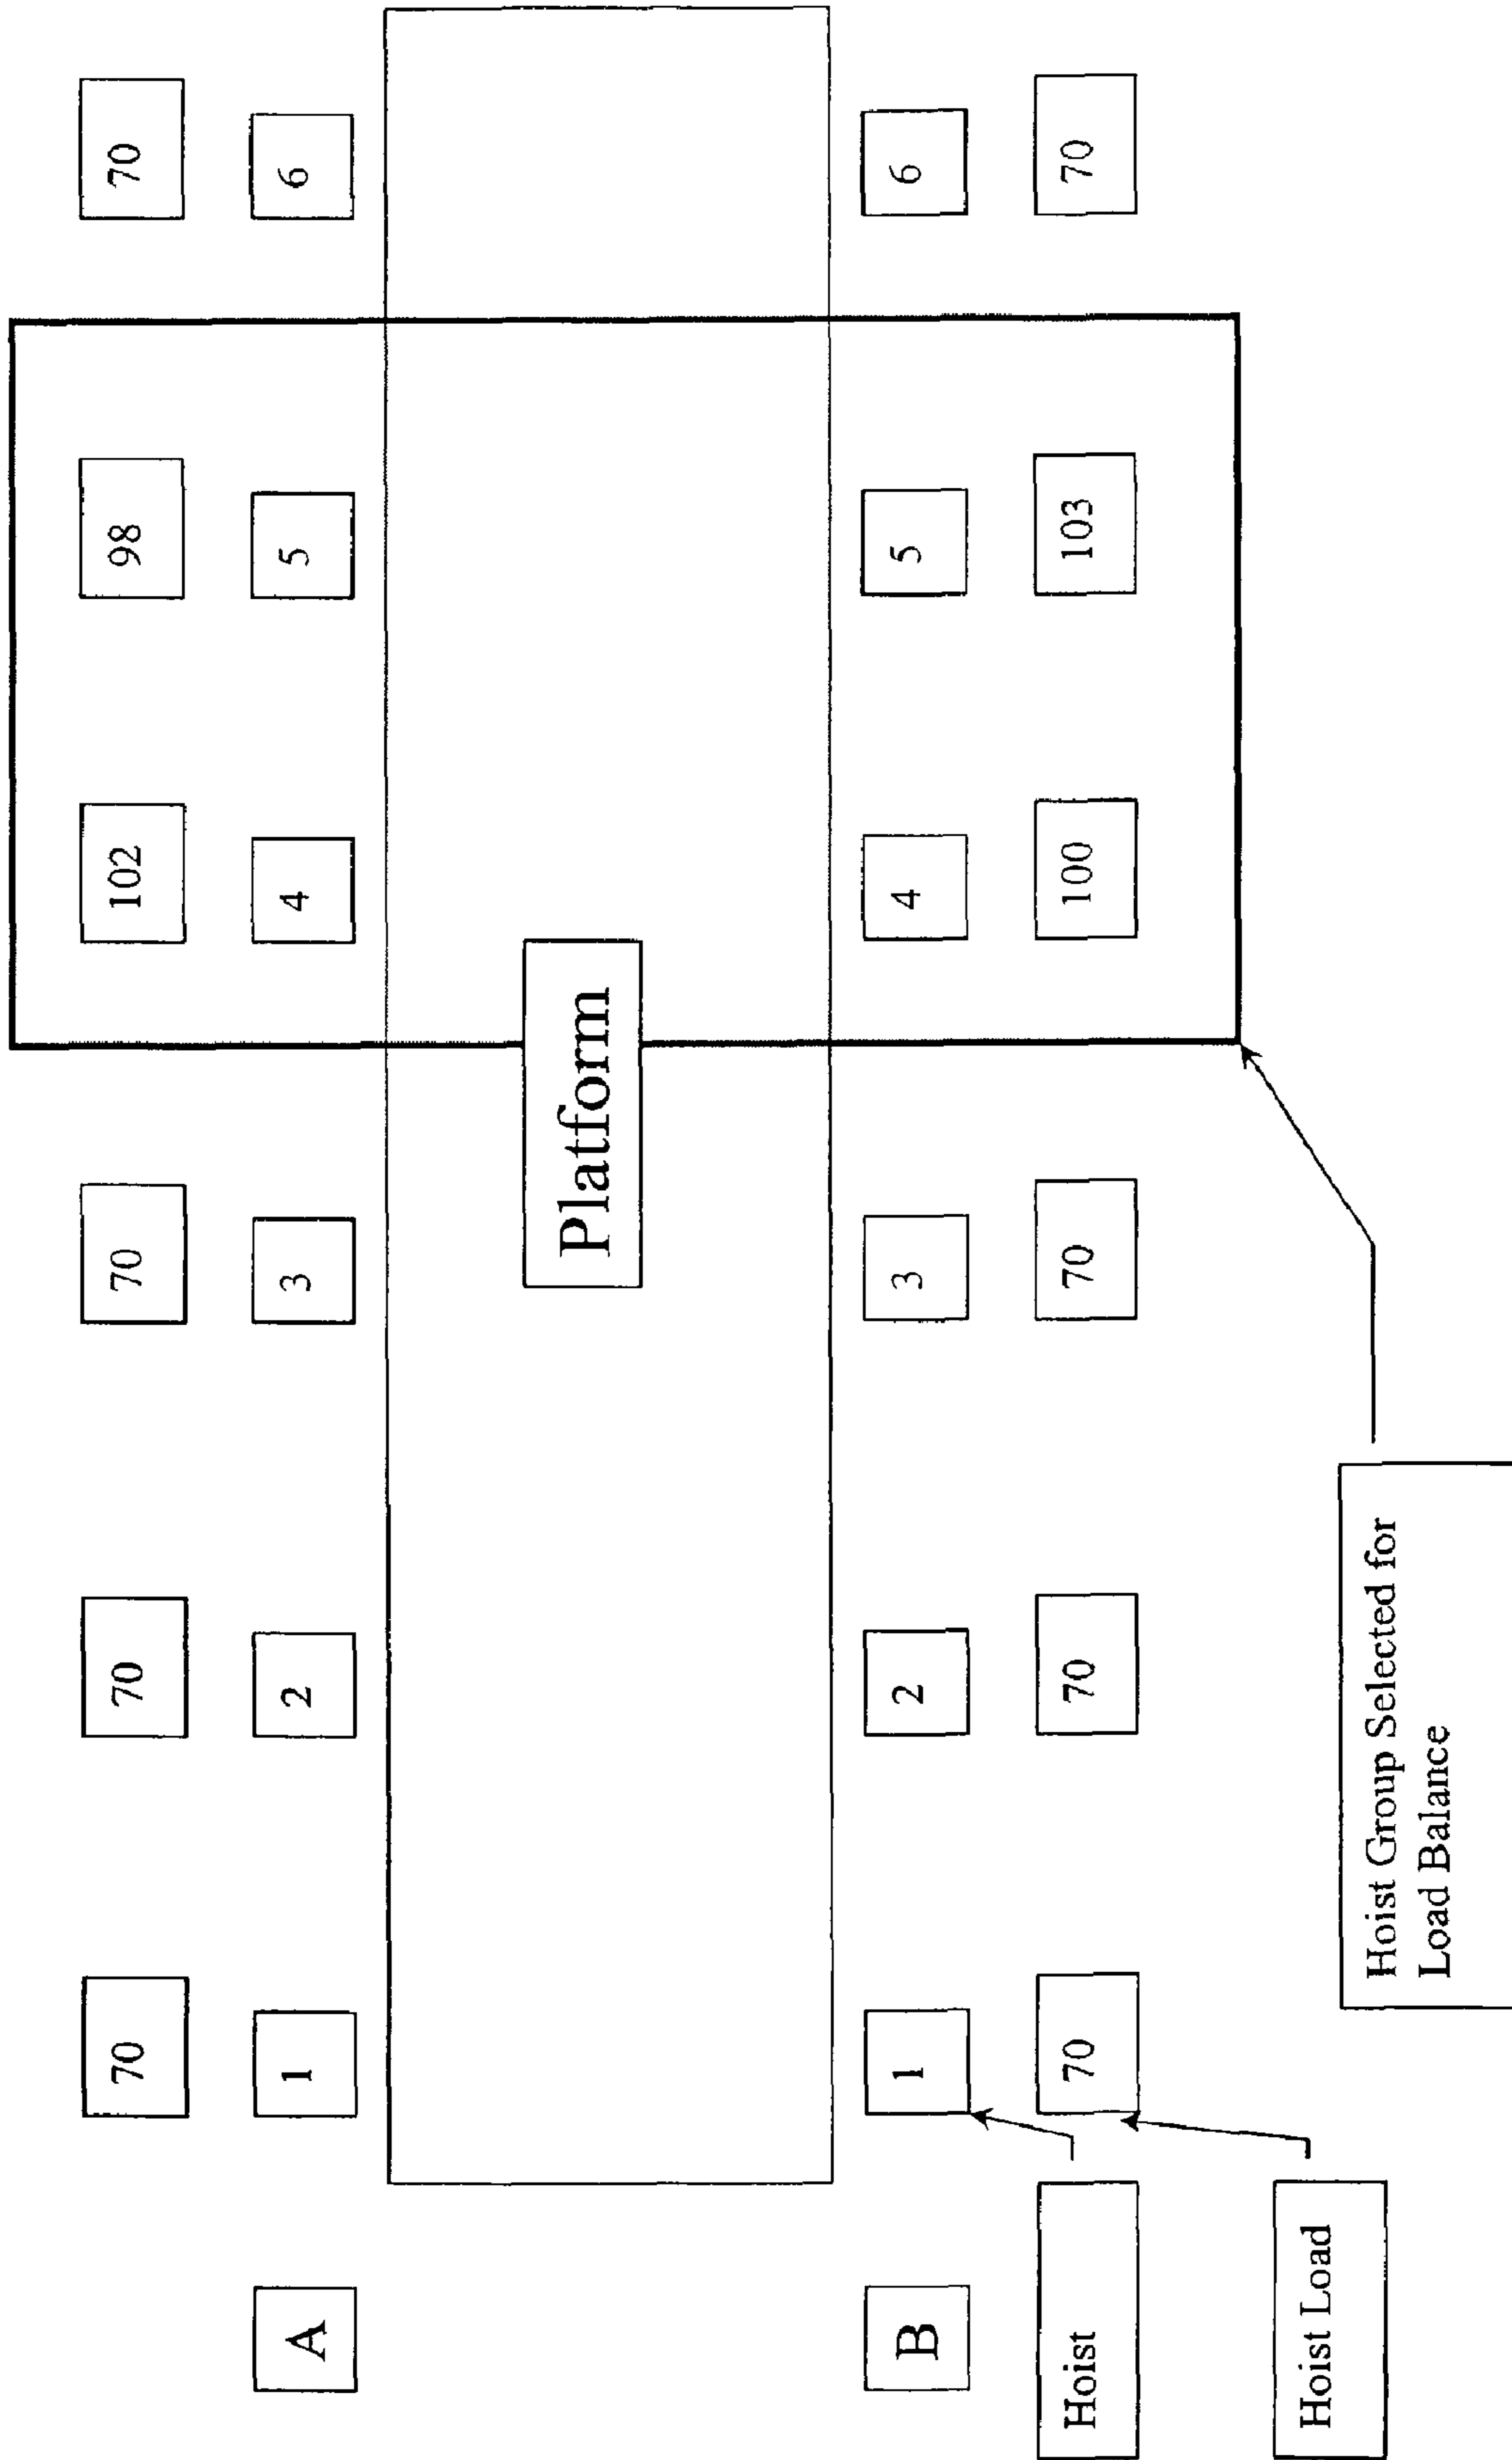 70 70 70 102 98 70
A 1 2 3 4 5 6
Platform
B 1 2 3 4 5 6
Hoist 70 70 70 100 103 70
Hoist Load
Hoist Group Selected for
Load Balance